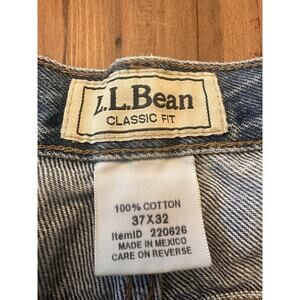 L.L.Bean
CLASSIC FIT
100% COTTON
37X32
ItemID 220626
MADE IN MEXICO
CARE ON REVERSE